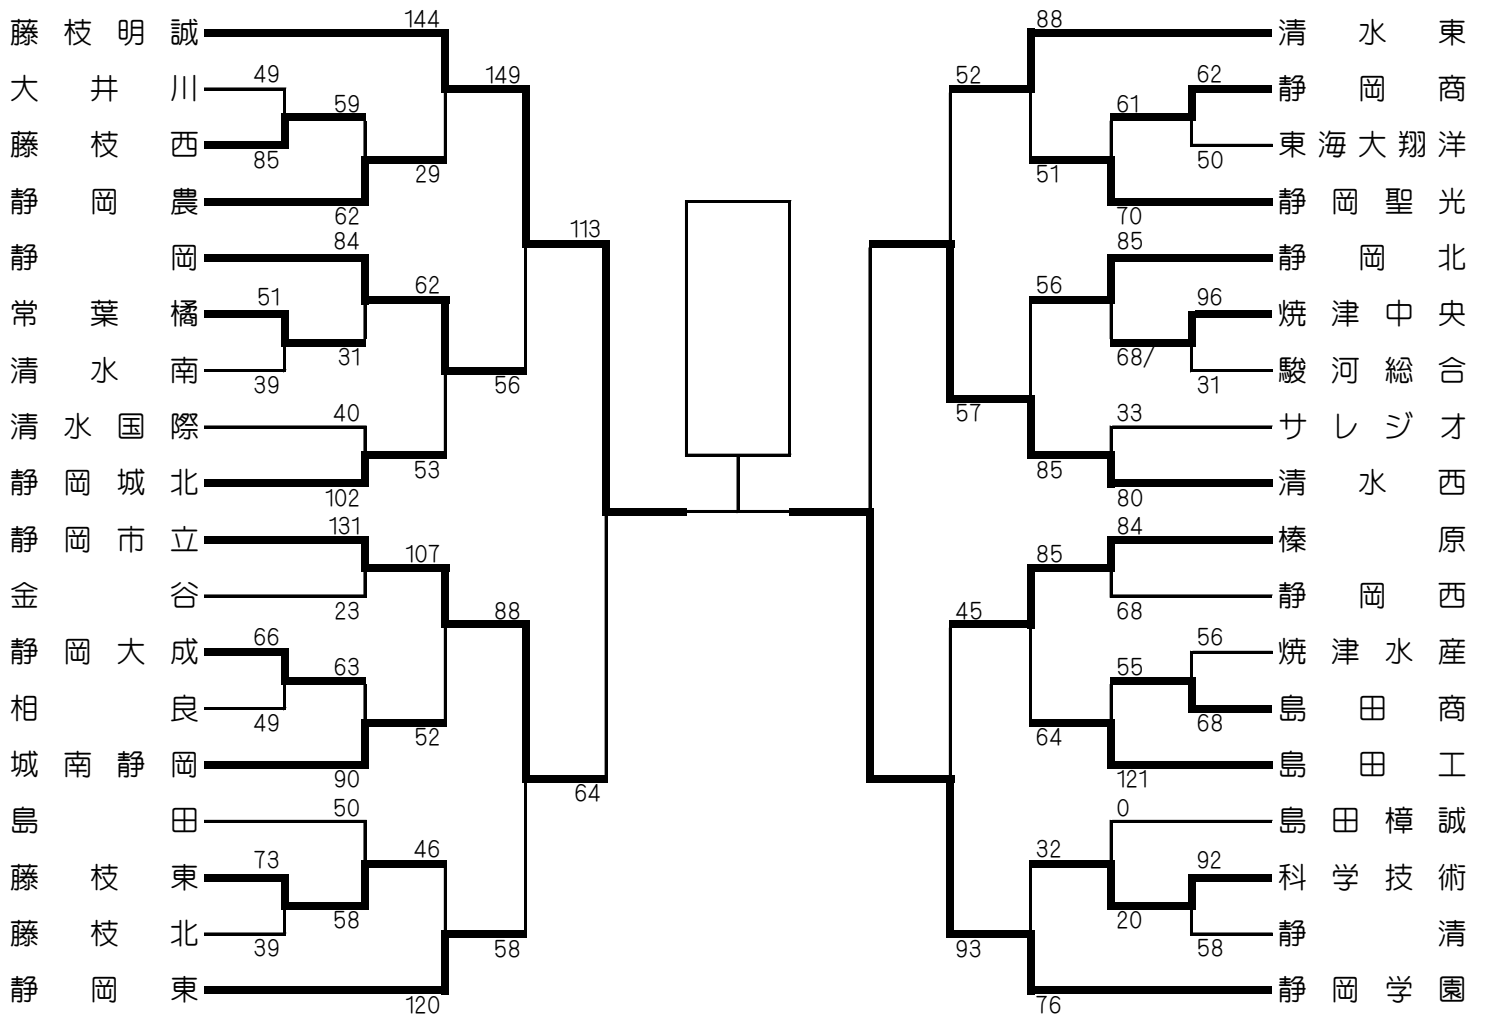 144
88
藤枝明誠
清水東
149
52
49
62
大井川
静岡商
59
61
藤枝西
東海大翔洋
85
50
29
51
静岡農
静岡聖光
62
70
113
84
85
静岡
静岡北
62
56
51
96
常葉橘
焼津中央
31
68/
清水南
駿河総合
39
56
31
40
57
33
清水国際
サレジオ
53
85
静岡城北
清水西
102
80
131
84
静岡市立
榛原
107
85
金谷
静岡西
23
88
45
68
66
56
静岡大成
焼津水産
63
55
相良
島田商
49
68
52
64
城南静岡
島田工
90
121
64
50
0
島田
島田樟誠
46
32
73
92
藤枝東
科学技術
58
20
藤枝北
静清
39
58
93
58
静岡東
静岡学園
120
76